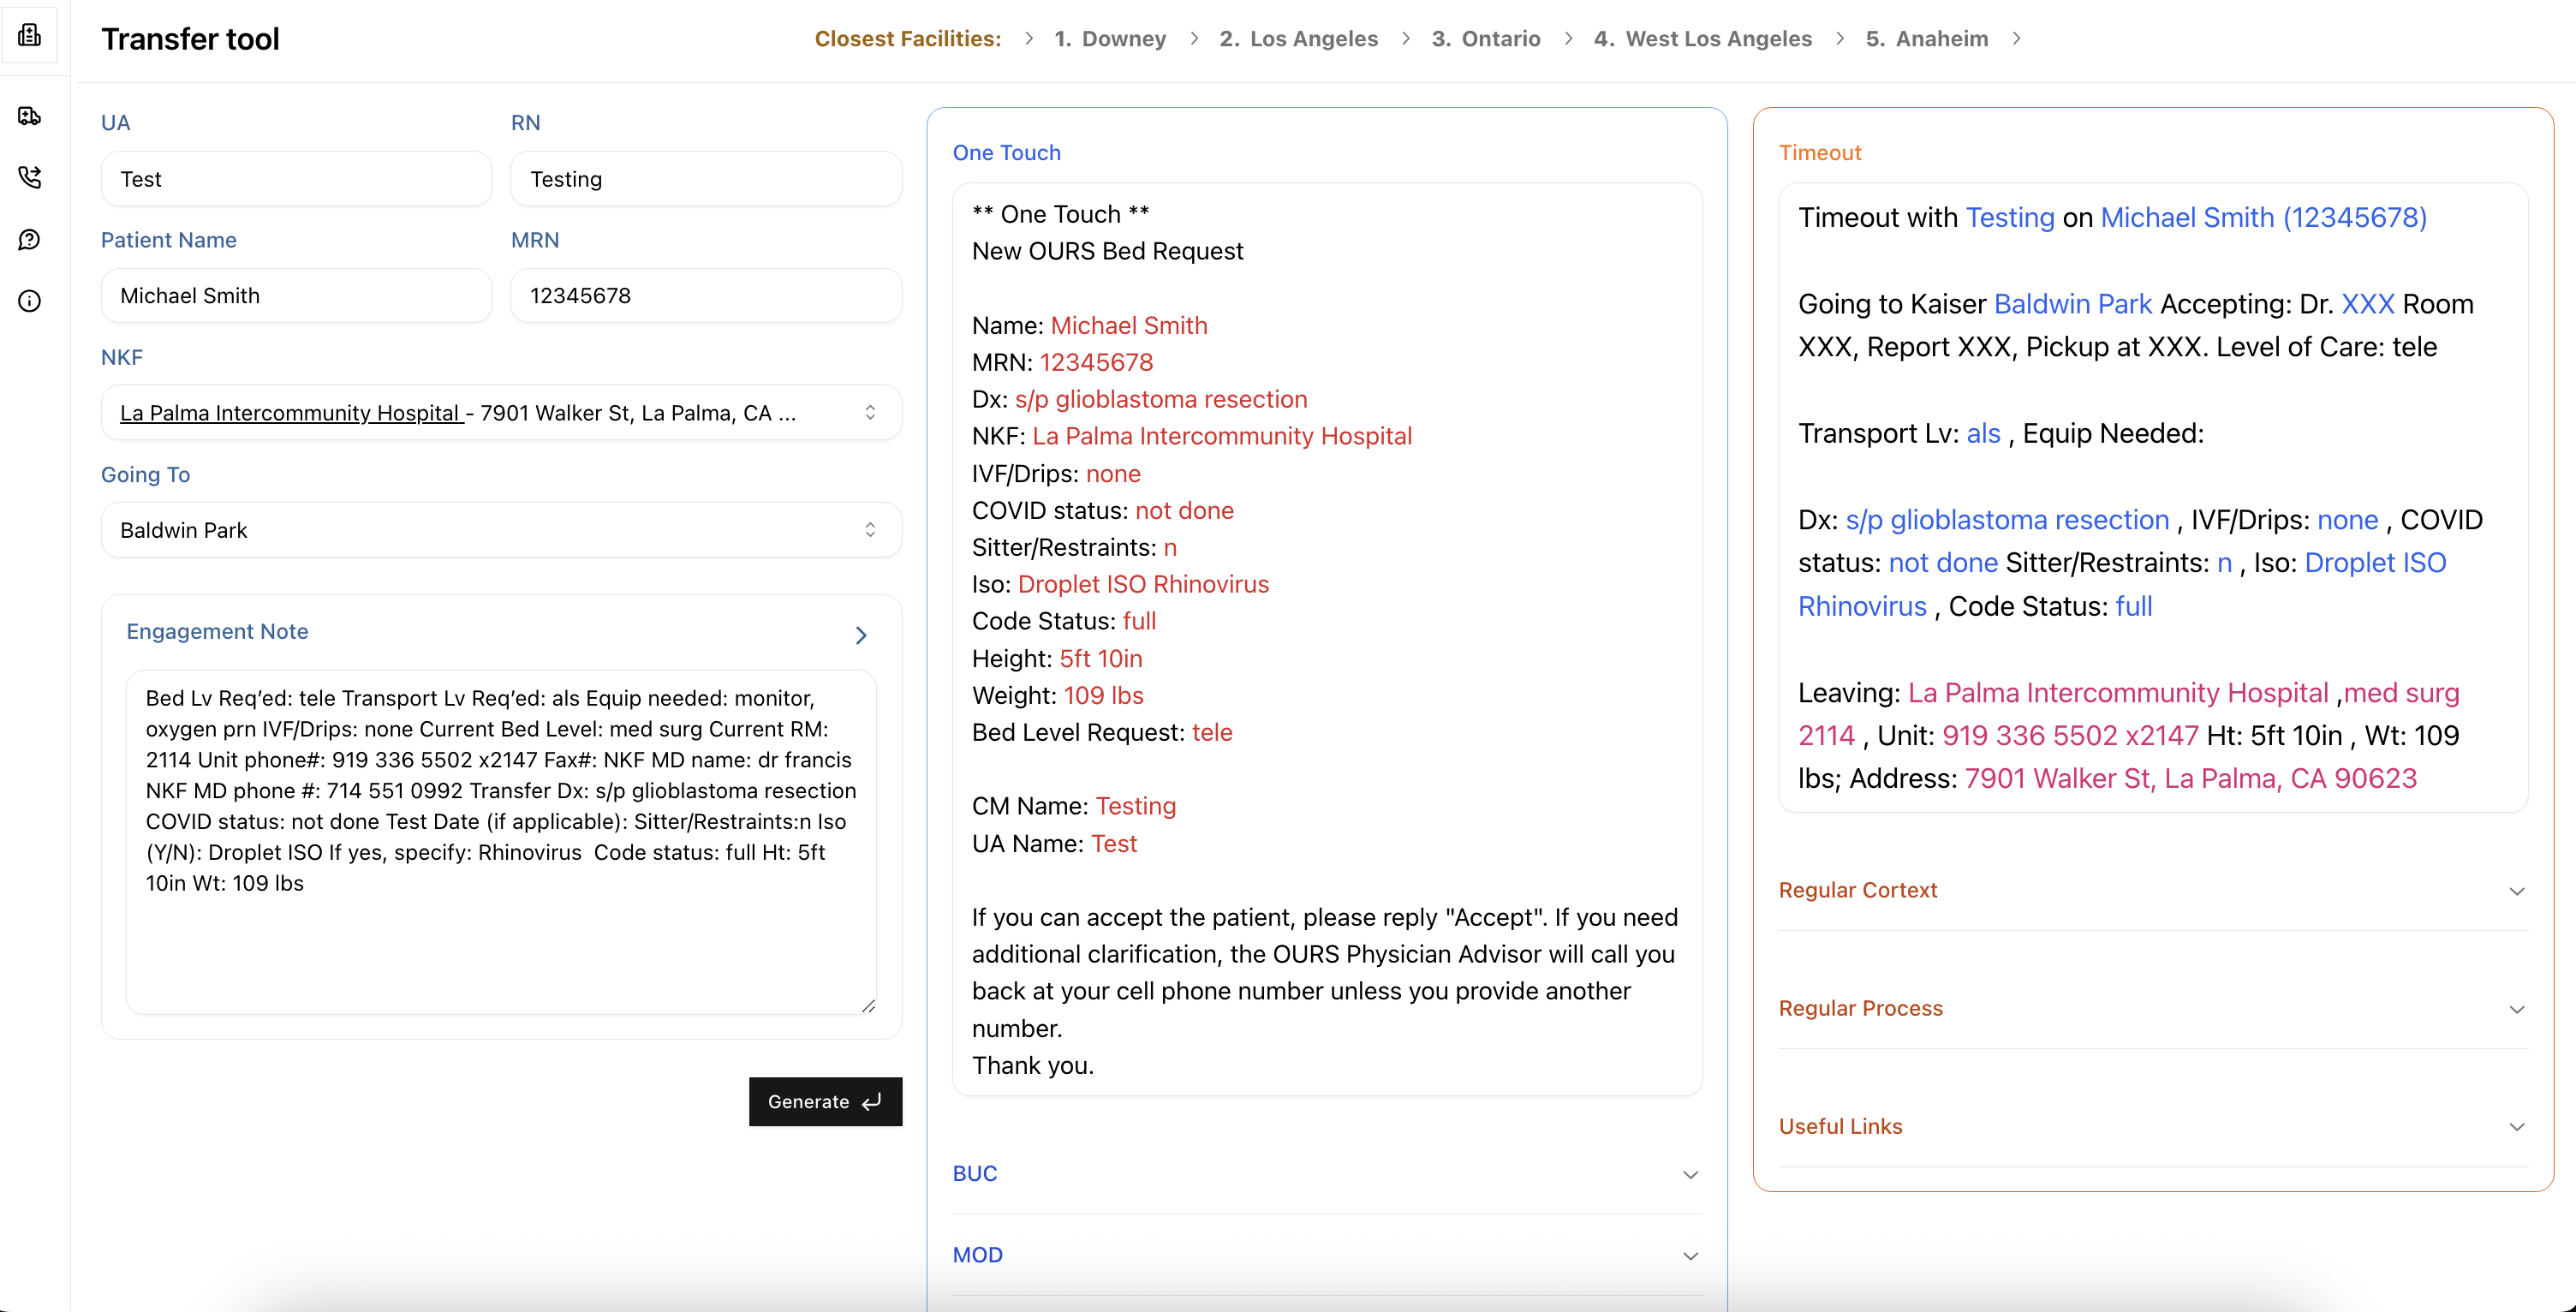 Transfer tool
Closest Facilities: > 1. Downey > 2. Los Angeles > 3. Ontario > 4. West Los Angeles > 5. Anaheim >
UA
RN
Test
Testing
Patient Name
MRN
Michael Smith
12345678
NKF
La Palma Intercommunity Hospital - 7901 Walker St, La Palma, CA ...
Going To
Baldwin Park
Engagement Note
Bed Lv Req’ed: tele Transport Lv Req’ed: als Equip needed: monitor,
oxygen prn IVF/Drips: none Current Bed Level: med surg Current RM:
2114 Unit phone#: 919 336 5502 x2147 Fax#: NKF MD name: dr francis
NKF MD phone #: 714 551 0992 Transfer Dx: s/p glioblastoma resection
COVID status: not done Test Date (if applicable): Sitter/Restraints:n Iso
(Y/N): Droplet ISO If yes, specify: Rhinovirus  Code status: full Ht: 5ft
10in Wt: 109 lbs
Generate
One Touch
** One Touch **
New OURS Bed Request
Name: Michael Smith
MRN: 12345678
Dx: s/p glioblastoma resection
NKF: La Palma Intercommunity Hospital
IVF/Drips: none
COVID status: not done
Sitter/Restraints: n
Iso: Droplet ISO Rhinovirus
Code Status: full
Height: 5ft 10in
Weight: 109 lbs
Bed Level Request: tele
CM Name: Testing
UA Name: Test
If you can accept the patient, please reply "Accept". If you need
additional clarification, the OURS Physician Advisor will call you
back at your cell phone number unless you provide another
number.
Thank you.
BUC
MOD
Timeout
Timeout with Testing on Michael Smith (12345678)
Going to Kaiser Baldwin Park Accepting: Dr. XXX Room
XXX, Report XXX, Pickup at XXX. Level of Care: tele
Transport Lv: als , Equip Needed:
Dx: s/p glioblastoma resection , IVF/Drips: none , COVID
status: not done Sitter/Restraints: n , Iso: Droplet ISO
Rhinovirus , Code Status: full
Leaving: La Palma Intercommunity Hospital ,med surg
2114 , Unit: 919 336 5502 x2147 Ht: 5ft 10in , Wt: 109
lbs; Address: 7901 Walker St, La Palma, CA 90623
Regular Cortext
Regular Process
Useful Links